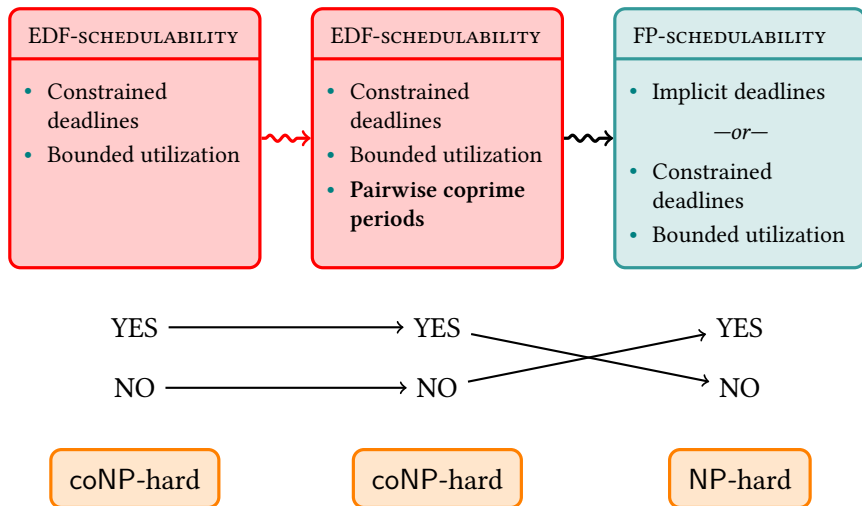 EDF-SCHEDULABILITY
• Constrained
deadlines
• Bounded utilization
EDF-SCHEDULABILITY
• Constrained
deadlines
• Bounded utilization
• Pairwise coprime
periods
FP-SCHEDULABILITY
• Implicit deadlines
—or—
• Constrained
deadlines
• Bounded utilization
YES YES YES
NO NO NO
coNP-hard coNP-hard NP-hard